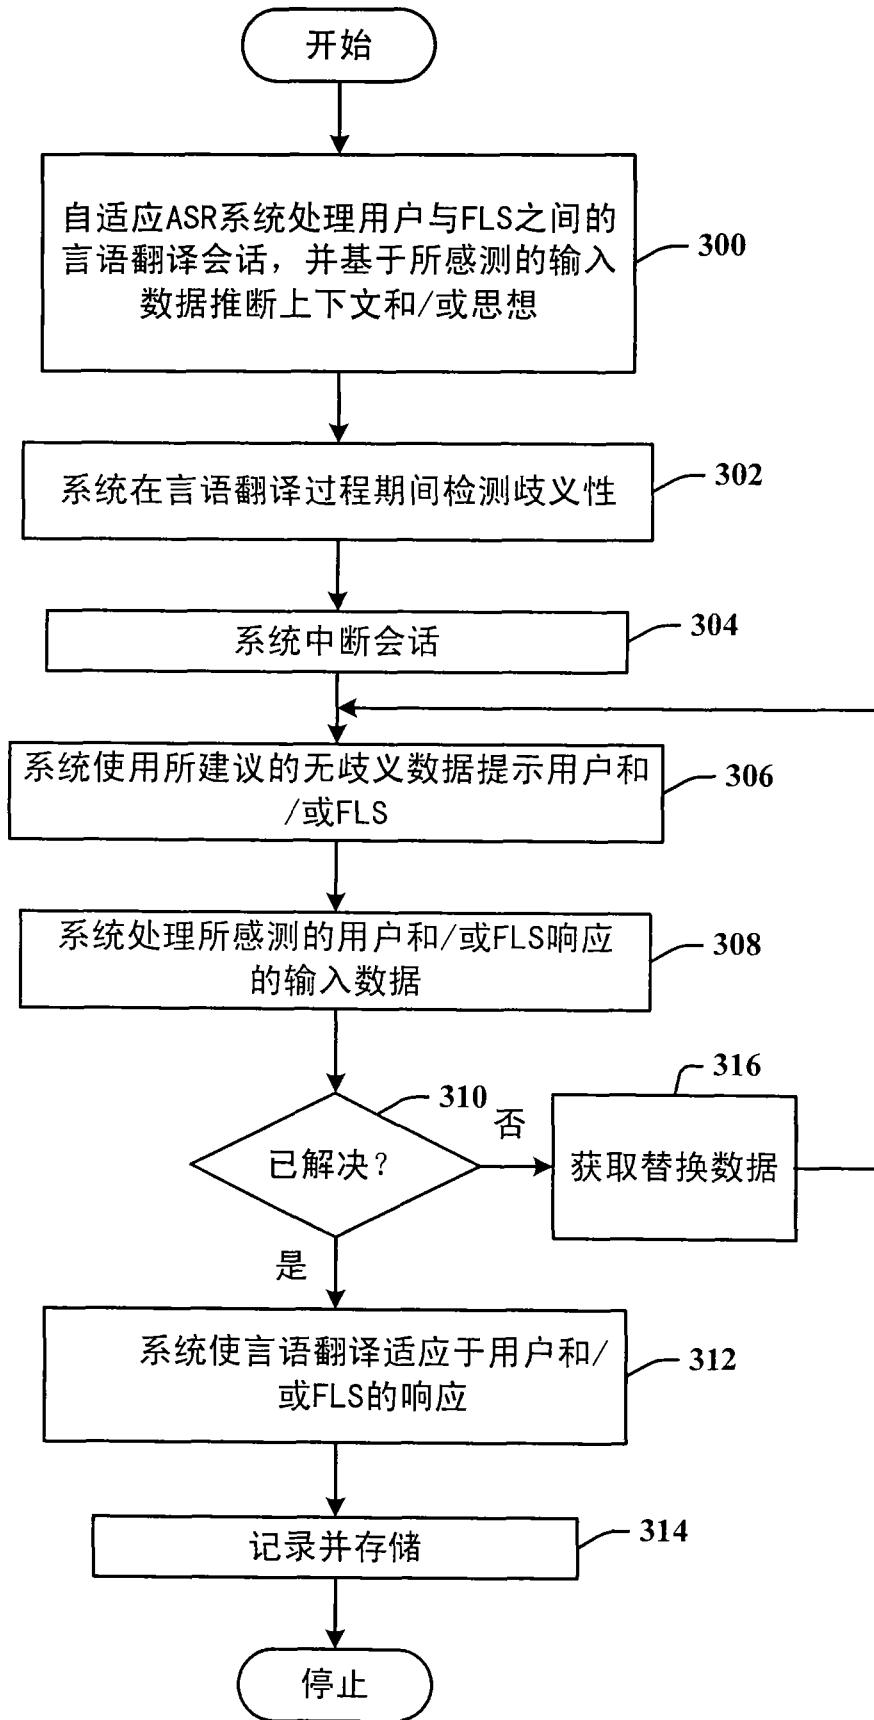 开始
自适应ASR系统处理用户与FLS之间的
言语翻译会话，并基于所感测的输入
数据推断上下文和/或思想
300
系统在言语翻译过程期间检测歧义性
302
系统中断会话
304
系统使用所建议的无歧义数据提示用户和
/或FLS
306
系统处理所感测的用户和/或FLS响应
的输入数据
308
已解决?
310
否
获取替换数据
316
是
系统使言语翻译适应于用户和/
或FLS的响应
312
记录并存储
314
停止